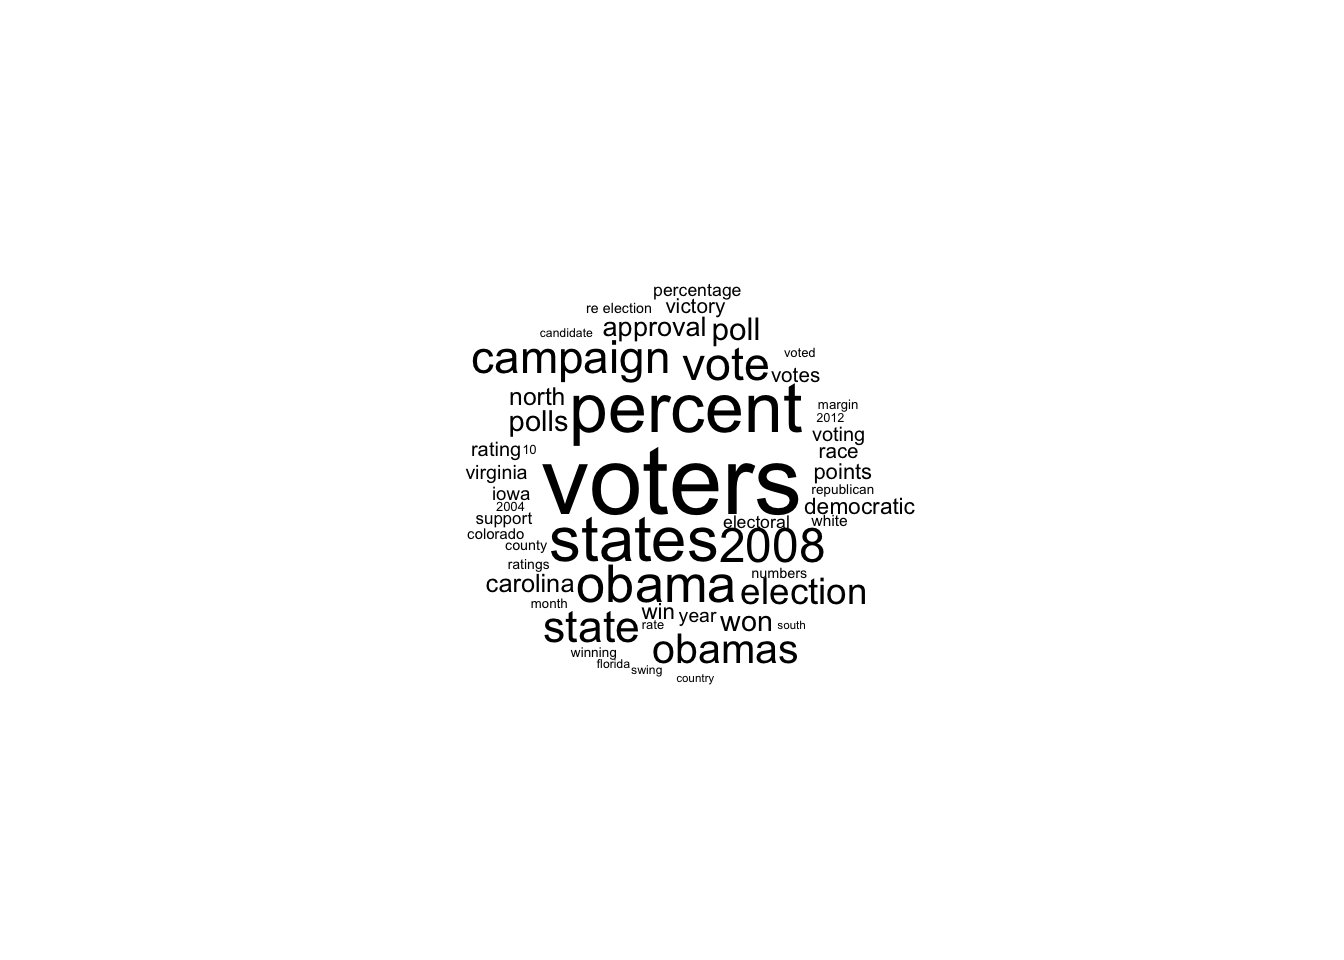 percentage
re election victory
candidate approval poll
campaign vote voted
votes
north percent margin
polls 2012
voting
rating 10 race
virginia voters points
iowa republican
2004 democratic
support electoral white
colorado states 2008
county
ratings obama numbers
carolina election
month win year won south
state rate
winning obamas
florida swing
country